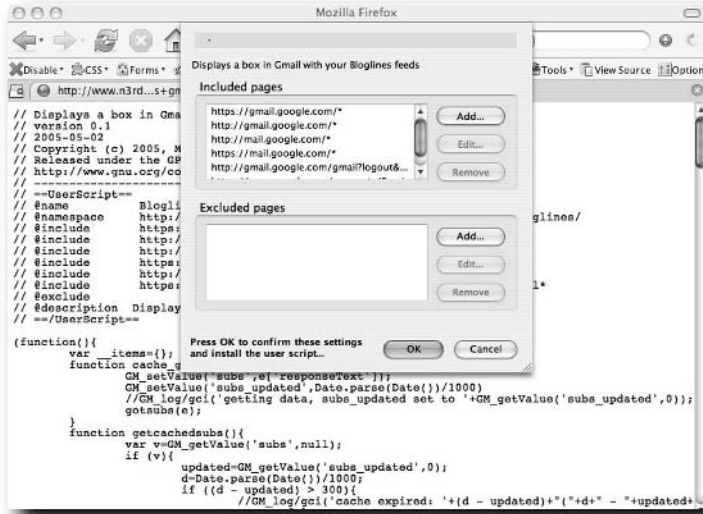 Mozilla Firefox
Displays a box in Gmail with your Bloglines feeds
Disable
CSS
Forms
Tools
View Source
Option
Included pages
http://www.n3rd...s+gm
https://gmail.google.com/*
http://gmail.google.com/*
http://mail.google.com/*
https://mail.google.com/*
http://gmail.google.com/gmail?logout&...
Add...
Edit...
Remove
Excluded pages
Add...
Edit...
Remove
Press OK to confirm these settings
and install the user script...
OK
Cancel
// Displays a box in Gma
// version 0.1
// 2005-05-02
// Copyright (c) 2005, M
// Released under the GP
// http://www.gnu.org/co
// ==UserScript==
// @name Blogli
// @namespace http:/ glines/
// @include https:
// @include http:/
// @include http:/
// @include https:
// @include http:/
// @include https: l*
// @exclude
// @description Display
// ==/UserScript==
(function(){
var __items={};
function cache_g
GM_setValue('subs',e['responseText']);
GM_setValue('subs_updated',Date.parse(Date())/1000)
//GM_log/gci('getting data, subs_updated set to '+GM_getValue('subs_updated',0));
gotsubs(e);
}
function getcachedsubs(){
var v=GM_getValue('subs',null);
if (v){
updated=GM_getValue('subs_updated',0);
d=Date.parse(Date())/1000;
if ((d - updated) > 300){
//GM_log/gci('cache expired: '+(d - updated)+"("+d+" - "+updated+